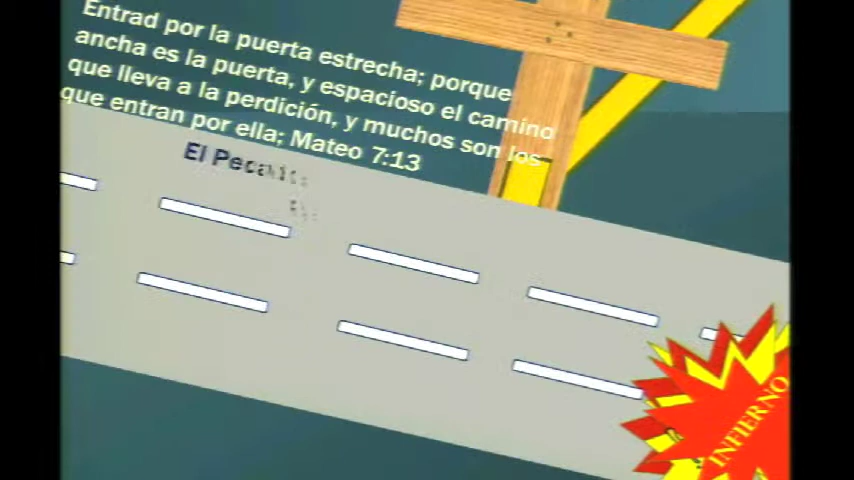 Entrad por la puerta estrecha; porque
ancha es la puerta, y espacioso el camino
que lleva a la perdición, y muchos son los
que entran por ella; Mateo 7:13
El
INFIERNO